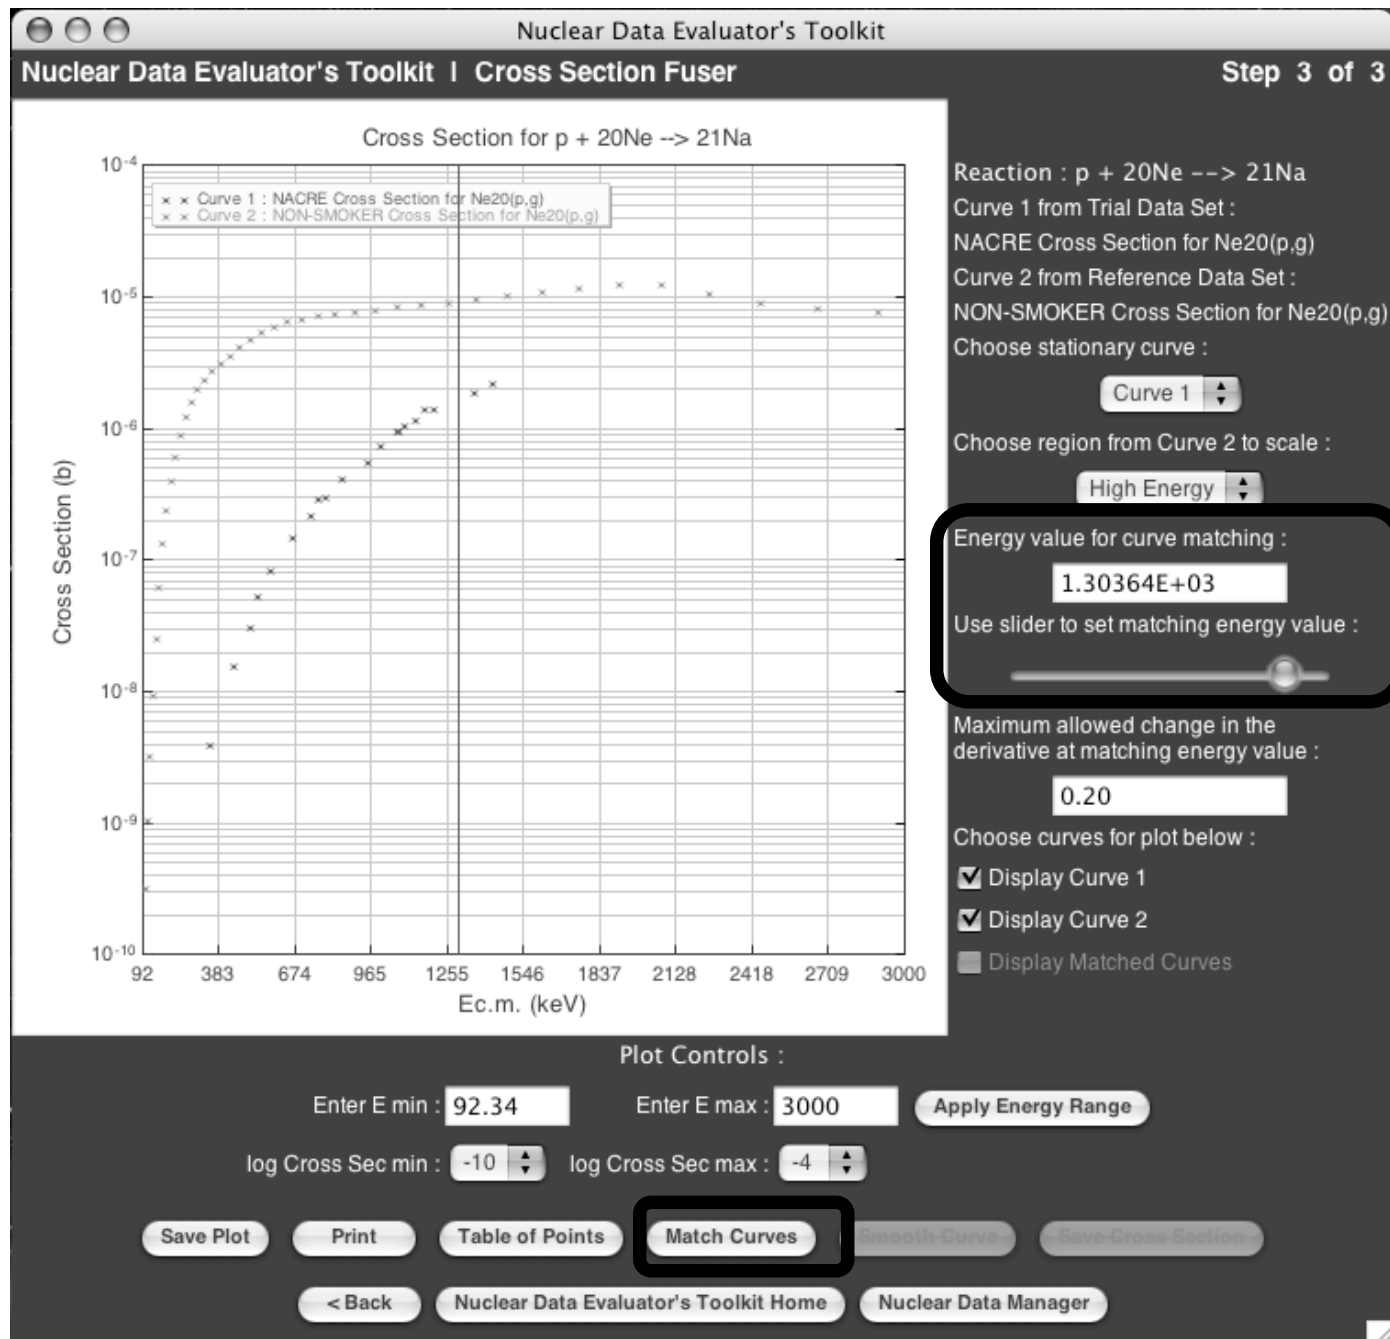 Nuclear Data Evaluator's Toolkit
Nuclear Data Evaluator's Toolkit | Cross Section Fuser
Step 3 of 3
Cross Section for p + 20Ne --> 21Na
Curve 1 : NACRE Cross Section for Ne20(p,g)
Curve 2 : NON-SMOKER Cross Section for Ne20(p,g)
10-4
10-5
10-6
10-7
10-8
10-9
10-10
Cross Section (b)
92 383 674 965 1255 1546 1837 2128 2418 2709 3000
Ec.m. (keV)
Reaction : p + 20Ne --> 21Na
Curve 1 from Trial Data Set :
NACRE Cross Section for Ne20(p,g)
Curve 2 from Reference Data Set :
NON-SMOKER Cross Section for Ne20(p,g)
Choose stationary curve :
Curve 1
Choose region from Curve 2 to scale :
High Energy
Energy value for curve matching :
1.30364E+03
Use slider to set matching energy value :
Maximum allowed change in the
derivative at matching energy value :
0.20
Choose curves for plot below :
Display Curve 1
Display Curve 2
Display Matched Curves
Plot Controls :
Enter E min : 92.34 Enter E max : 3000 Apply Energy Range
log Cross Sec min : -10 log Cross Sec max : -4
Save Plot Print Table of Points Match Curves Smooth Curve Save Cross Section
< Back Nuclear Data Evaluator's Toolkit Home Nuclear Data Manager